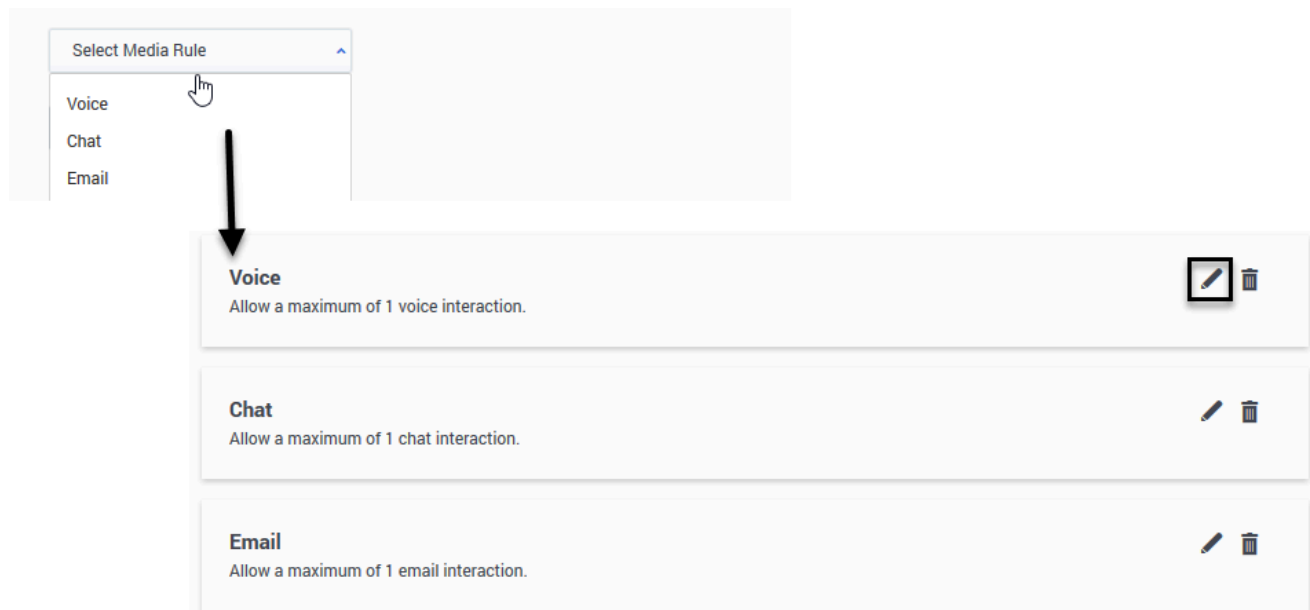 Select Media Rule
Voice
Chat
Email
Voice
Allow a maximum of 1 voice interaction.
Chat
Allow a maximum of 1 chat interaction.
Email
Allow a maximum of 1 email interaction.